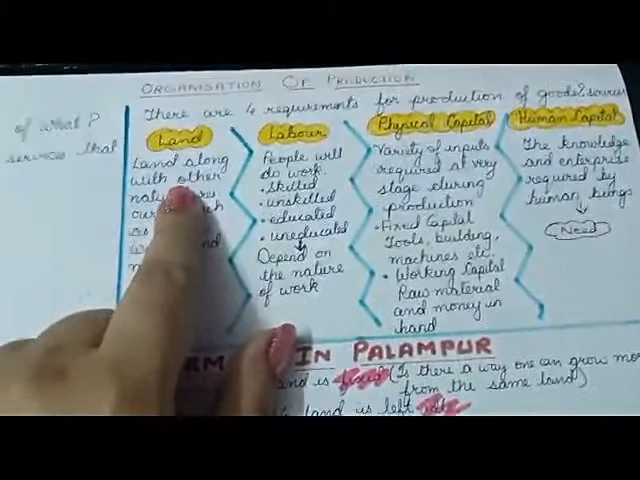 ORGANISATION OF PRODUCTION
of what?
services that
There are 4 requirements for production of goods &
Land
Land along
with other
Labour
People will
do work.
• skilled
• unskilled
• educated
• uneducated
Depend on
the nature
of work
Physical Capital
Variety of inputs
required at very
stage during
production
• Fixed Capital
Tools, building,
machines etc.
• Working Capital
Raw material
and money in
hand
Human Capital
The knowledge
and enterprise
required by
human beings
Need
IN PALAMPUR
is fixed (Is there a way one can grow
from the same land)
land is left